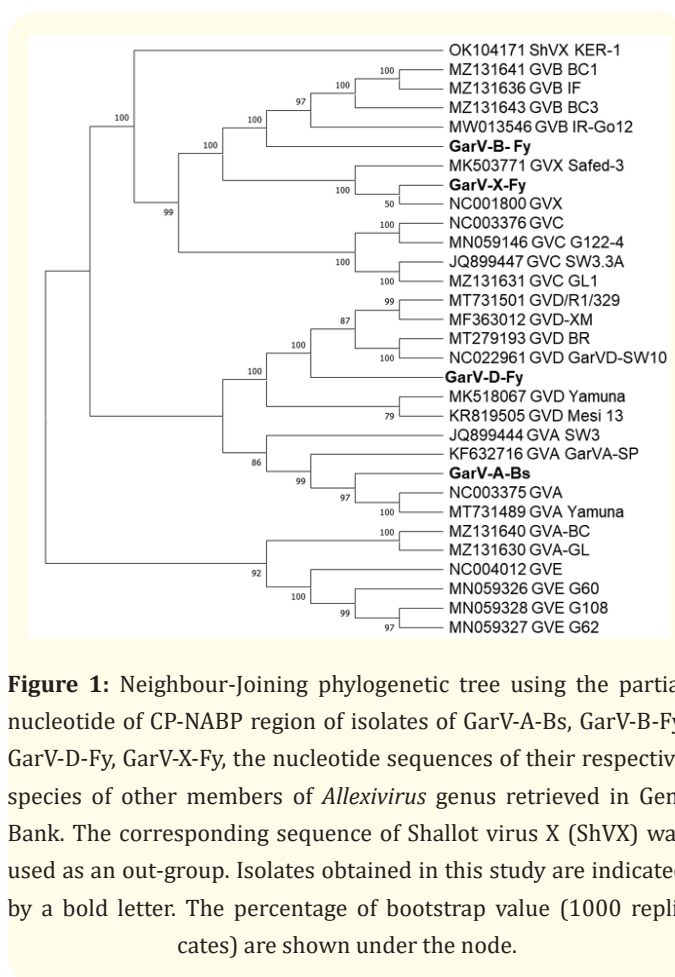 OK104171 ShVX KER-1
100 MZ131641 GVB BC1
100 MZ131636 GVB IF
97 MZ131643 GVB BC3
100 100 MW013546 GVB IR-Go12
100 GarV-B- Fy
MK503771 GVX Safed-3
100 GarV-X-Fy
50 NC001800 GVX
99
100 NC003376 GVC
MN059146 GVC G122-4
100 JQ899447 GVC SW3.3A
100 MZ131631 GVC GL1
99 MT731501 GVD/R1/329
87 MF363012 GVD-XM
MT279193 GVD BR
100 NC022961 GVD GarVD-SW10
100 GarV-D-Fy
MK518067 GVD Yamuna
79 KR819505 GVD Mesi 13
JQ899444 GVA SW3
86 KF632716 GVA GarVA-SP
99 GarV-A-Bs
97 NC003375 GVA
100 MT731489 GVA Yamuna
100 MZ131640 GVA-BC
MZ131630 GVA-GL
92 NC004012 GVE
100 MN059326 GVE G60
99 MN059328 GVE G108
97 MN059327 GVE G62
Figure 1: Neighbour-Joining phylogenetic tree using the partia
nucleotide of CP-NABP region of isolates of GarV-A-Bs, GarV-B-Fy
GarV-D-Fy, GarV-X-Fy, the nucleotide sequences of their respectiv
species of other members of Allexivirus genus retrieved in Gen
Bank. The corresponding sequence of Shallot virus X (ShVX) wa
used as an out-group. Isolates obtained in this study are indicate
by a bold letter. The percentage of bootstrap value (1000 repli
cates) are shown under the node.